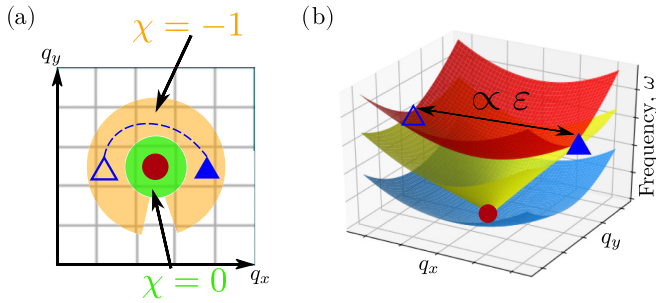 (a)
χ = −1
q_y
χ = 0
q_x
(b)
∝ ε
Frequency, ω
q_x
q_y